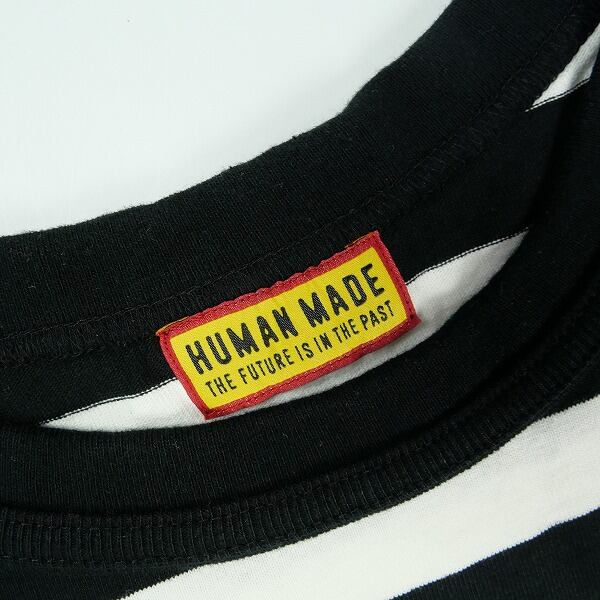 HUMAN MADE
THE FUTURE IS IN THE PAST